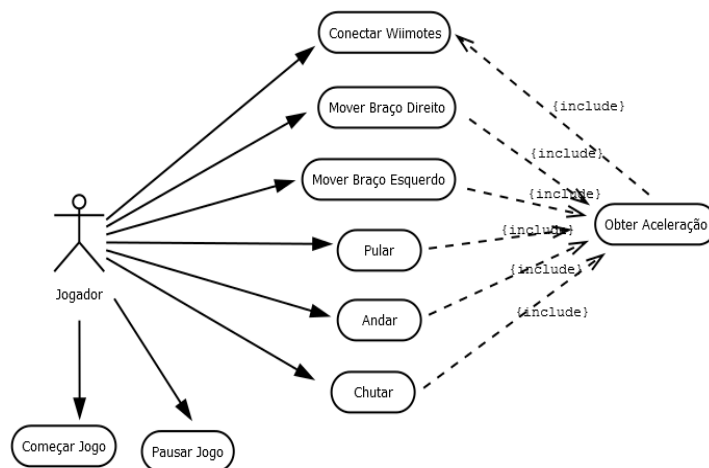 Conectar Wiimotes
{include}
Mover Braço Direito
{include}
Mover Braço Esquerdo
{include}
Obter Aceleração
Pular
{include}
{include}
Jogador
Andar
{include}
Chutar
Começar Jogo
Pausar Jogo